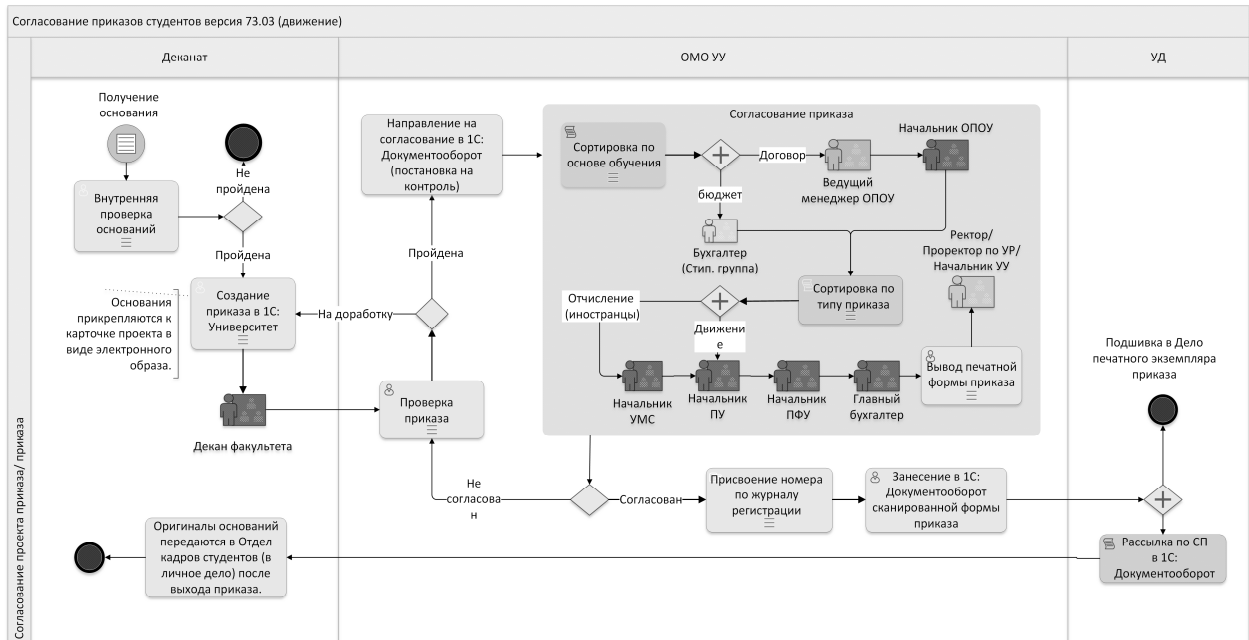 Согласование приказов студентов версия 73.03 (движение)
Согласование проекта приказа/ приказа
Деканат
ОМО УУ
УД
Получение
основания
Внутренняя
проверка
оснований
Не
пройдена
Пройдена
Основания
прикрепляются к
карточке проекта в
виде электронного
образа.
Создание
приказа в 1С:
Университет
Декан факультета
На доработку
Проверка
приказа
Пройдена
Направление на
согласование в 1С:
Документооборот
(постановка на
контроль)
Согласование приказа
Сортировка по
основе обучения
Договор
Ведущий
менеджер ОПОУ
Начальник ОПОУ
бюджет
Бухгалтер
(Стип. группа)
Сортировка по
типу приказа
Отчисление
(иностранцы)
Движени
е
Начальник
УМС
Начальник
ПУ
Начальник
ПФУ
Главный
бухгалтер
Вывод печатной
формы приказа
Ректор/
Проректор по УР/
Начальник УУ
Не
согласова
н
Согласован
Присвоение номера
по журналу
регистрации
Занесение в 1С:
Документооборот
сканированной формы
приказа
Подшивка в Дело
печатного экземпляра
приказа
Рассылка по СП
в 1С:
Документооборот
Оригиналы оснований
передаются в Отдел
кадров студентов (в
личное дело) после
выхода приказа.